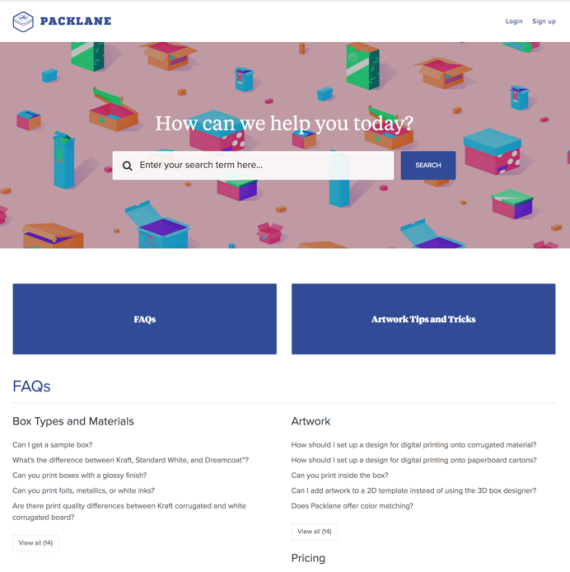 PACKLANE
Login Sign up
How can we help you today?
Enter your search term here...
SEARCH
FAQs
Artwork Tips and Tricks
FAQs
Box Types and Materials
Can I get a sample box?
What's the difference between Kraft, Standard White, and Dreamcoat™?
Can you print boxes with a glossy finish?
Can you print foils, metallics, or white inks?
Are there print quality differences between Kraft corrugated and white
corrugated board?
View all (14)
Artwork
How should I set up a design for digital printing onto corrugated material?
How should I set up a design for digital printing onto paperboard cartons?
Can you print inside the box?
Can I add artwork to a 2D template instead of using the 3D box designer?
Does Packlane offer color matching?
View all (14)
Pricing